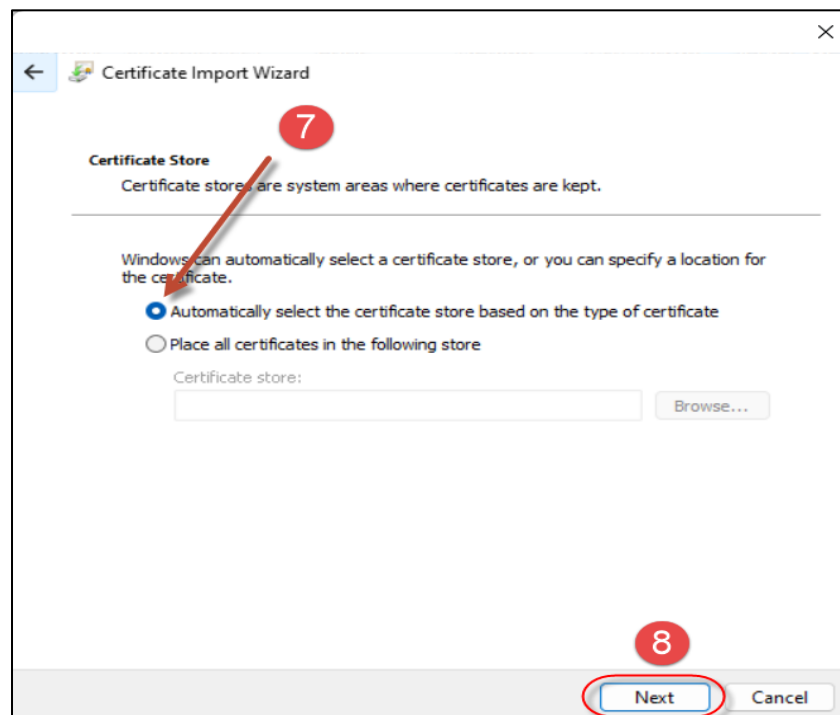 Certificate Import Wizard
7
Certificate Store
Certificate stores are system areas where certificates are kept.
Windows can automatically select a certificate store, or you can specify a location for
the certificate.
Automatically select the certificate store based on the type of certificate
Place all certificates in the following store
Certificate store:
Browse...
8
Next Cancel